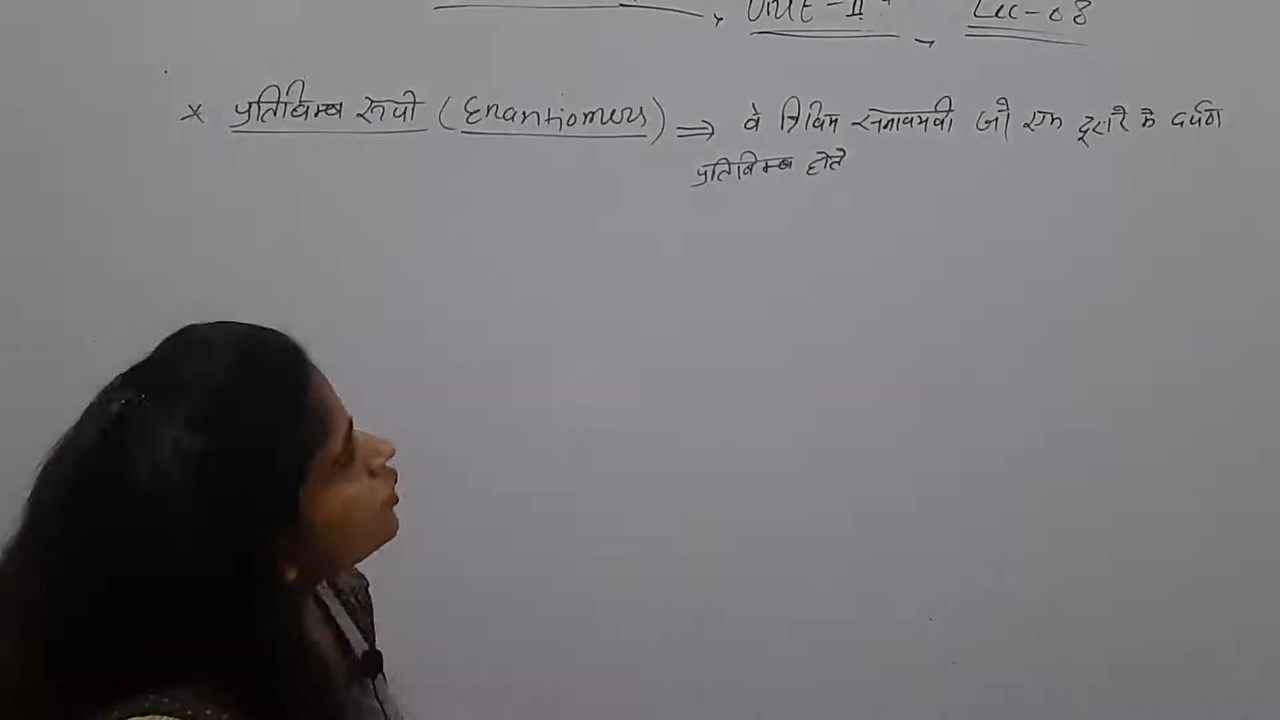 Unit-II, Lec-08
* प्रतिबिम्ब रूपी (Enantiomers) ⇒ वे त्रिविम समावयवी जो एक दूसरे के दर्पण
प्रतिबिम्ब होते